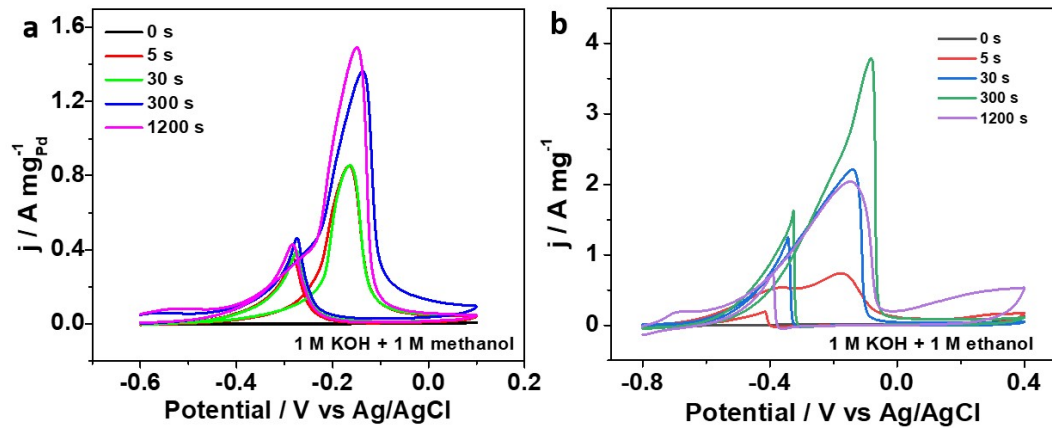 a
1.6
1.2
0.8
0.4
0.0
j / A mg⁻¹Pd
0 s
5 s
30 s
300 s
1200 s
1 M KOH + 1 M methanol
-0.6 -0.4 -0.2 0.0 0.2
Potential / V vs Ag/AgCl
b
4
3
2
1
0
j / A mg⁻¹
0 s
5 s
30 s
300 s
1200 s
1 M KOH + 1 M ethanol
-0.8 -0.4 0.0 0.4
Potential / V vs Ag/AgCl